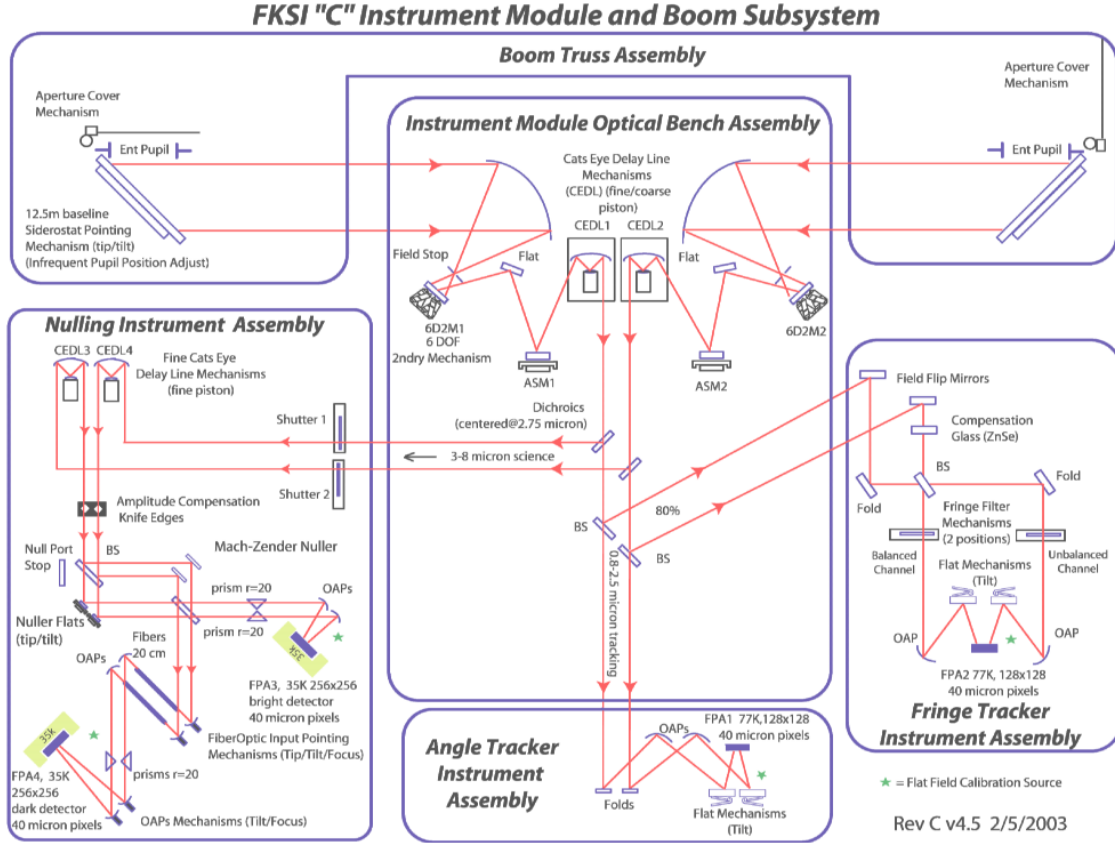 FKSI "C" Instrument Module and Boom Subsystem
Boom Truss Assembly
Aperture Cover
Mechanism
Ent Pupil
12.5m baseline
Siderostat Pointing
Mechanism (tip/tilt)
(Infrequent Pupil Position Adjust)
Instrument Module Optical Bench Assembly
Cats Eye Delay Line
Mechanisms
(CEDL) (fine/coarse
piston)
CEDL1
CEDL2
Field Stop
Flat
Flat
6D2M1
6 DOF
2ndry Mechanism
ASM1
ASM2
6D2M2
Aperture Cover
Mechanism
Ent Pupil
Dichroics
(centered@2.75 micron)
3-8 micron science
BS
80%
BS
0.8-2.5 micron tracking
Nulling Instrument Assembly
CEDL3
CEDL4
Fine Cats Eye
Delay Line Mechanisms
(fine piston)
Shutter 1
Shutter 2
Amplitude Compensation
Knife Edges
Null Port
Stop
BS
Mach-Zender Nuller
prism r=20
OAPs
Nuller Flats
(tip/tilt)
prism r=20
Fibers
20 cm
OAPs
35k
FPA3, 35K 256x256
bright detector
40 micron pixels
FiberOptic Input Pointing
Mechanisms (Tip/Tilt/Focus)
35k
FPA4, 35K
256x256
dark detector
40 micron pixels
prisms r=20
OAPs Mechanisms (Tilt/Focus)
Angle Tracker
Instrument
Assembly
OAPs
FPA1 77K,128x128
40 micron pixels
Folds
Flat Mechanisms
(Tilt)
Field Flip Mirrors
Compensation
Glass (ZnSe)
BS
Fold
Fold
Fringe Filter
Mechanisms
(2 positions)
Balanced
Channel
Unbalanced
Channel
Flat Mechanisms
(Tilt)
OAP
OAP
FPA2 77K, 128x128
40 micron pixels
Fringe Tracker
Instrument Assembly
= Flat Field Calibration Source
Rev C v4.5 2/5/2003